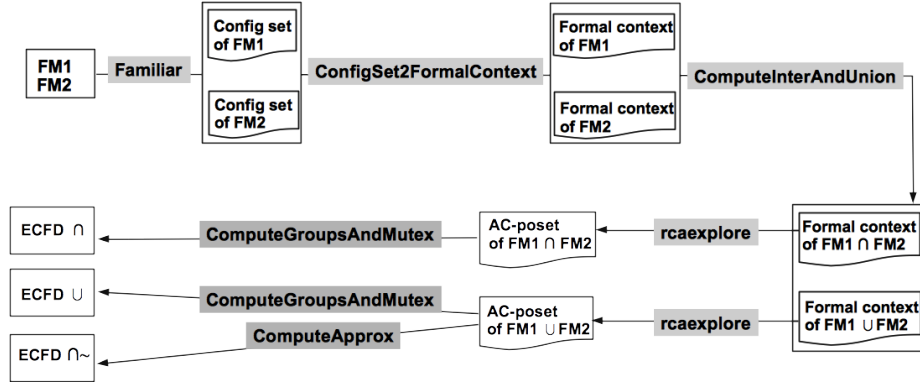 FM1
FM2
Familiar
Config set
of FM1
Config set
of FM2
ConfigSet2FormalContext
Formal context
of FM1
Formal context
of FM2
ComputeInterAndUnion
Formal context
of FM1 ∩ FM2
Formal context
of FM1 ∪ FM2
rcaexplore
rcaexplore
AC-poset
of FM1 ∩ FM2
AC-poset
of FM1 ∪ FM2
ComputeGroupsAndMutex
ComputeGroupsAndMutex
ComputeApprox
ECFD ∩
ECFD ∪
ECFD ∩~